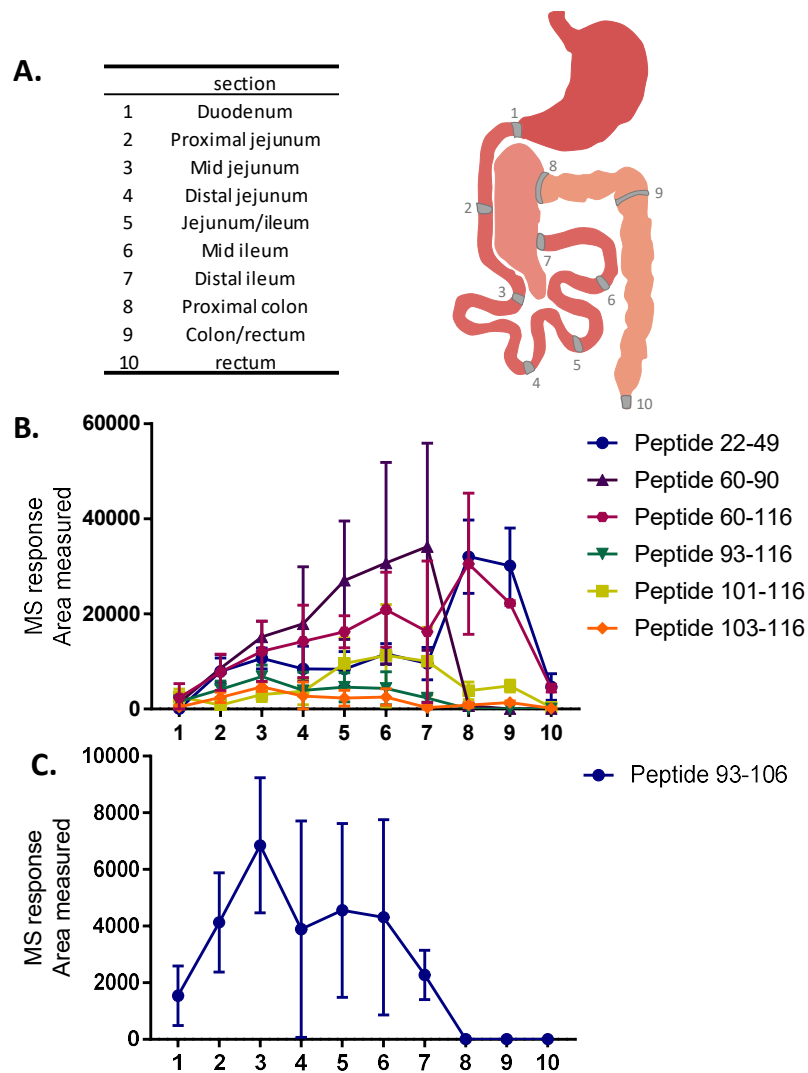 A.
section
1 Duodenum
2 Proximal jejunum
3 Mid jejunum
4 Distal jejunum
5 Jejunum/ileum
6 Mid ileum
7 Distal ileum
8 Proximal colon
9 Colon/rectum
10 rectum
1
8
9
2
7
3
6
5
4
10
B.
60000
40000
20000
0
MS response
Area measured
1 2 3 4 5 6 7 8 9 10
Peptide 22-49
Peptide 60-90
Peptide 60-116
Peptide 93-116
Peptide 101-116
Peptide 103-116
C.
10000
8000
6000
4000
2000
0
MS response
Area measured
1 2 3 4 5 6 7 8 9 10
Peptide 93-106